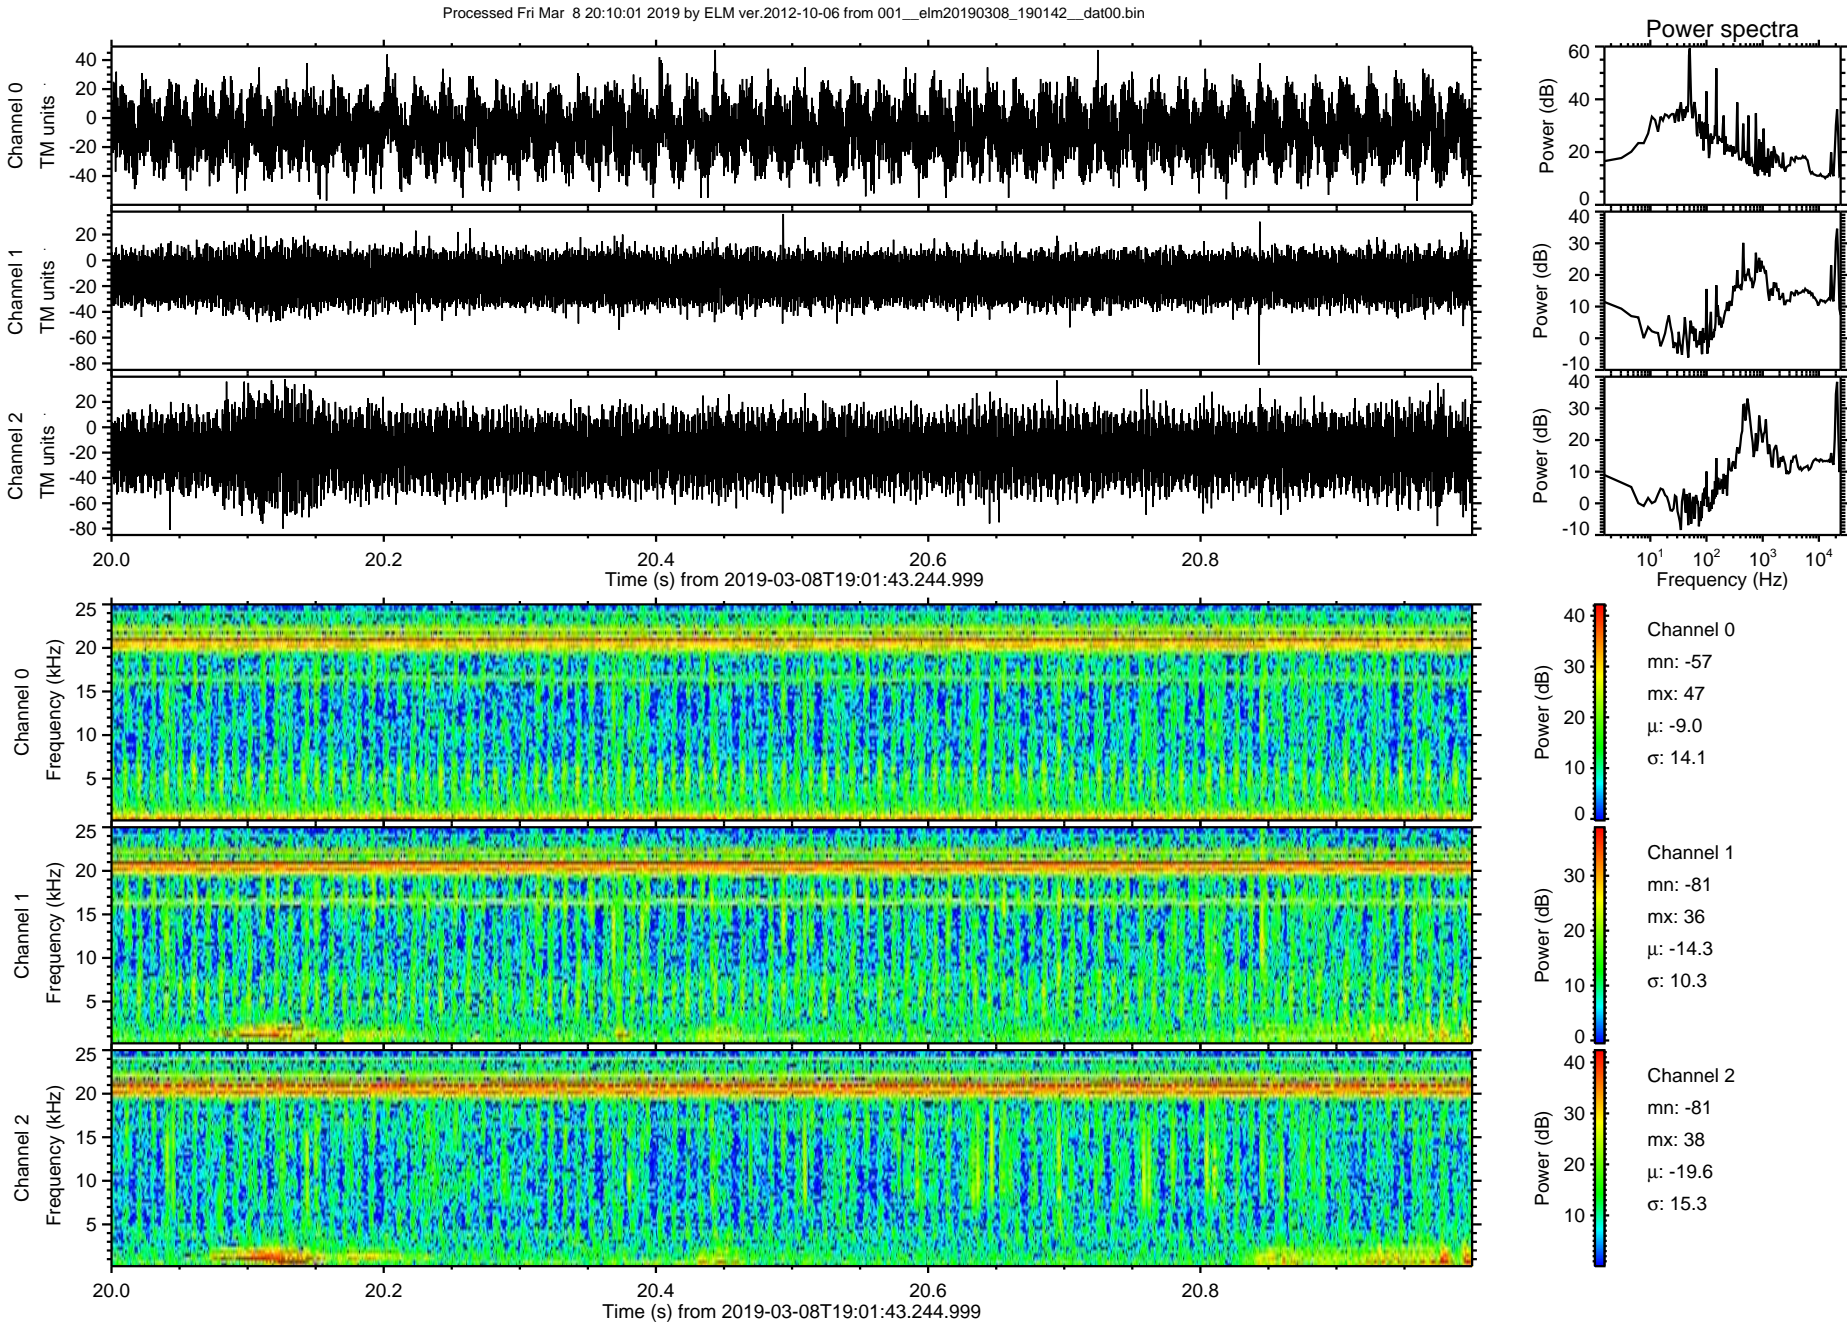 Processed Fri Mar  8 20:10:01 2019 by ELM ver.2012-10-06 from 001__elm20190308_190142__dat00.bin
Power spectra
Channel 0
TM units
40
20
0
-20
-40
Power (dB)
60
40
20
0
Channel 1
TM units
20
0
-20
-40
-60
-80
Power (dB)
40
30
20
10
0
-10
Channel 2
TM units
20
0
-20
-40
-60
-80
Power (dB)
40
30
20
10
0
-10
20.0 20.2 20.4 20.6 20.8
Time (s) from 2019-03-08T19:01:43.244.999
10^1 10^2 10^3 10^4
Frequency (Hz)
Channel 0
Frequency (kHz)
25
20
15
10
5
Power (dB)
40
30
20
10
0
Channel 0
mn: -57
mx: 47
μ: -9.0
σ: 14.1
Channel 1
Frequency (kHz)
25
20
15
10
5
Power (dB)
30
20
10
0
Channel 1
mn: -81
mx: 36
μ: -14.3
σ: 10.3
Channel 2
Frequency (kHz)
25
20
15
10
5
Power (dB)
40
30
20
10
Channel 2
mn: -81
mx: 38
μ: -19.6
σ: 15.3
20.0 20.2 20.4 20.6 20.8
Time (s) from 2019-03-08T19:01:43.244.999